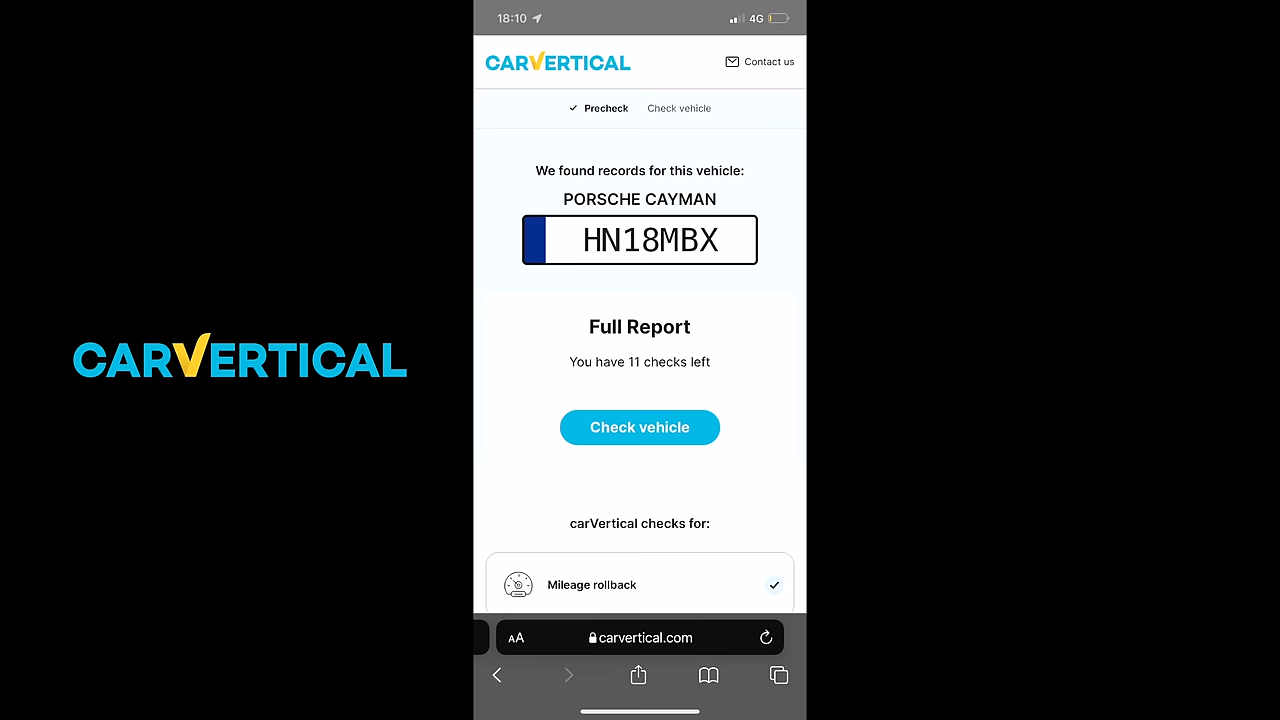 CARVERTICAL
18:10
4G
CARVERTICAL
Contact us
Precheck
Check vehicle
We found records for this vehicle:
PORSCHE CAYMAN
HN18MBX
Full Report
You have 11 checks left
Check vehicle
carVertical checks for:
Mileage rollback
AA
carvertical.com